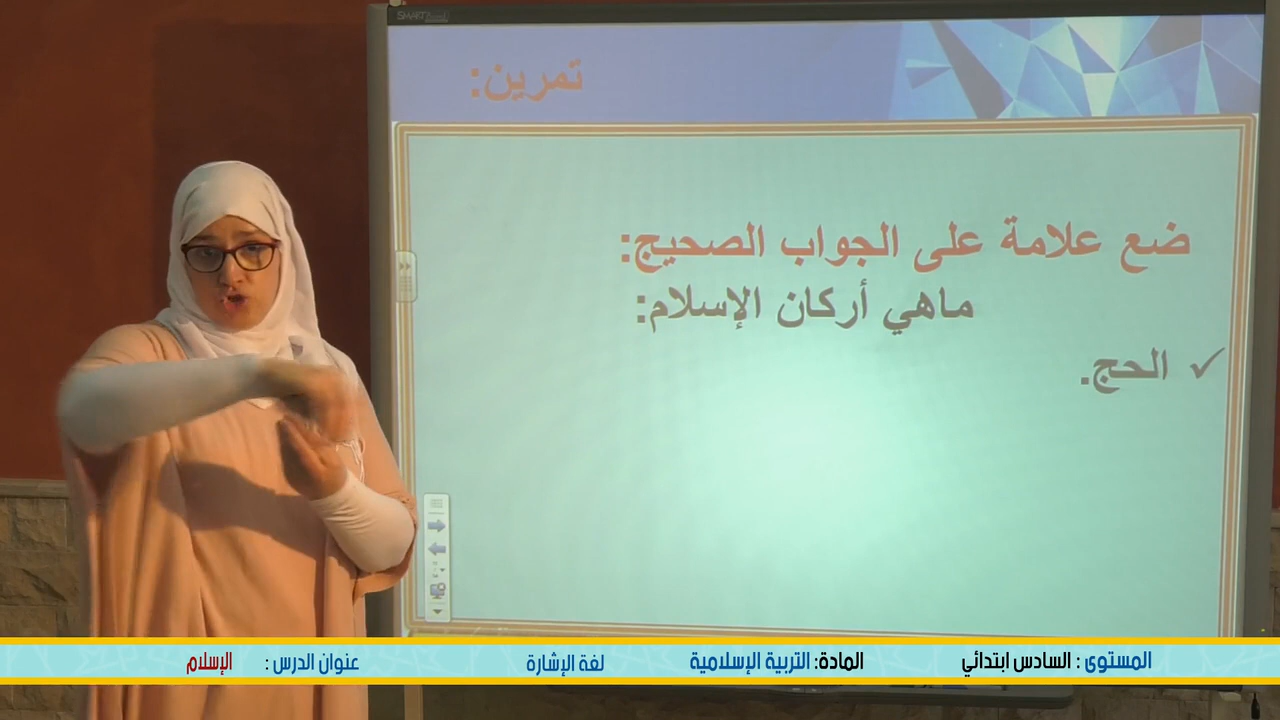 SMART
تمرين:
ضع علامة على الجواب الصحيح:
ماهي أركان الإسلام:
✓ الحج.
المستوى : السادس ابتدائي المادة: التربية الإسلامية لغة الإشارة عنوان الدرس : الإسلام